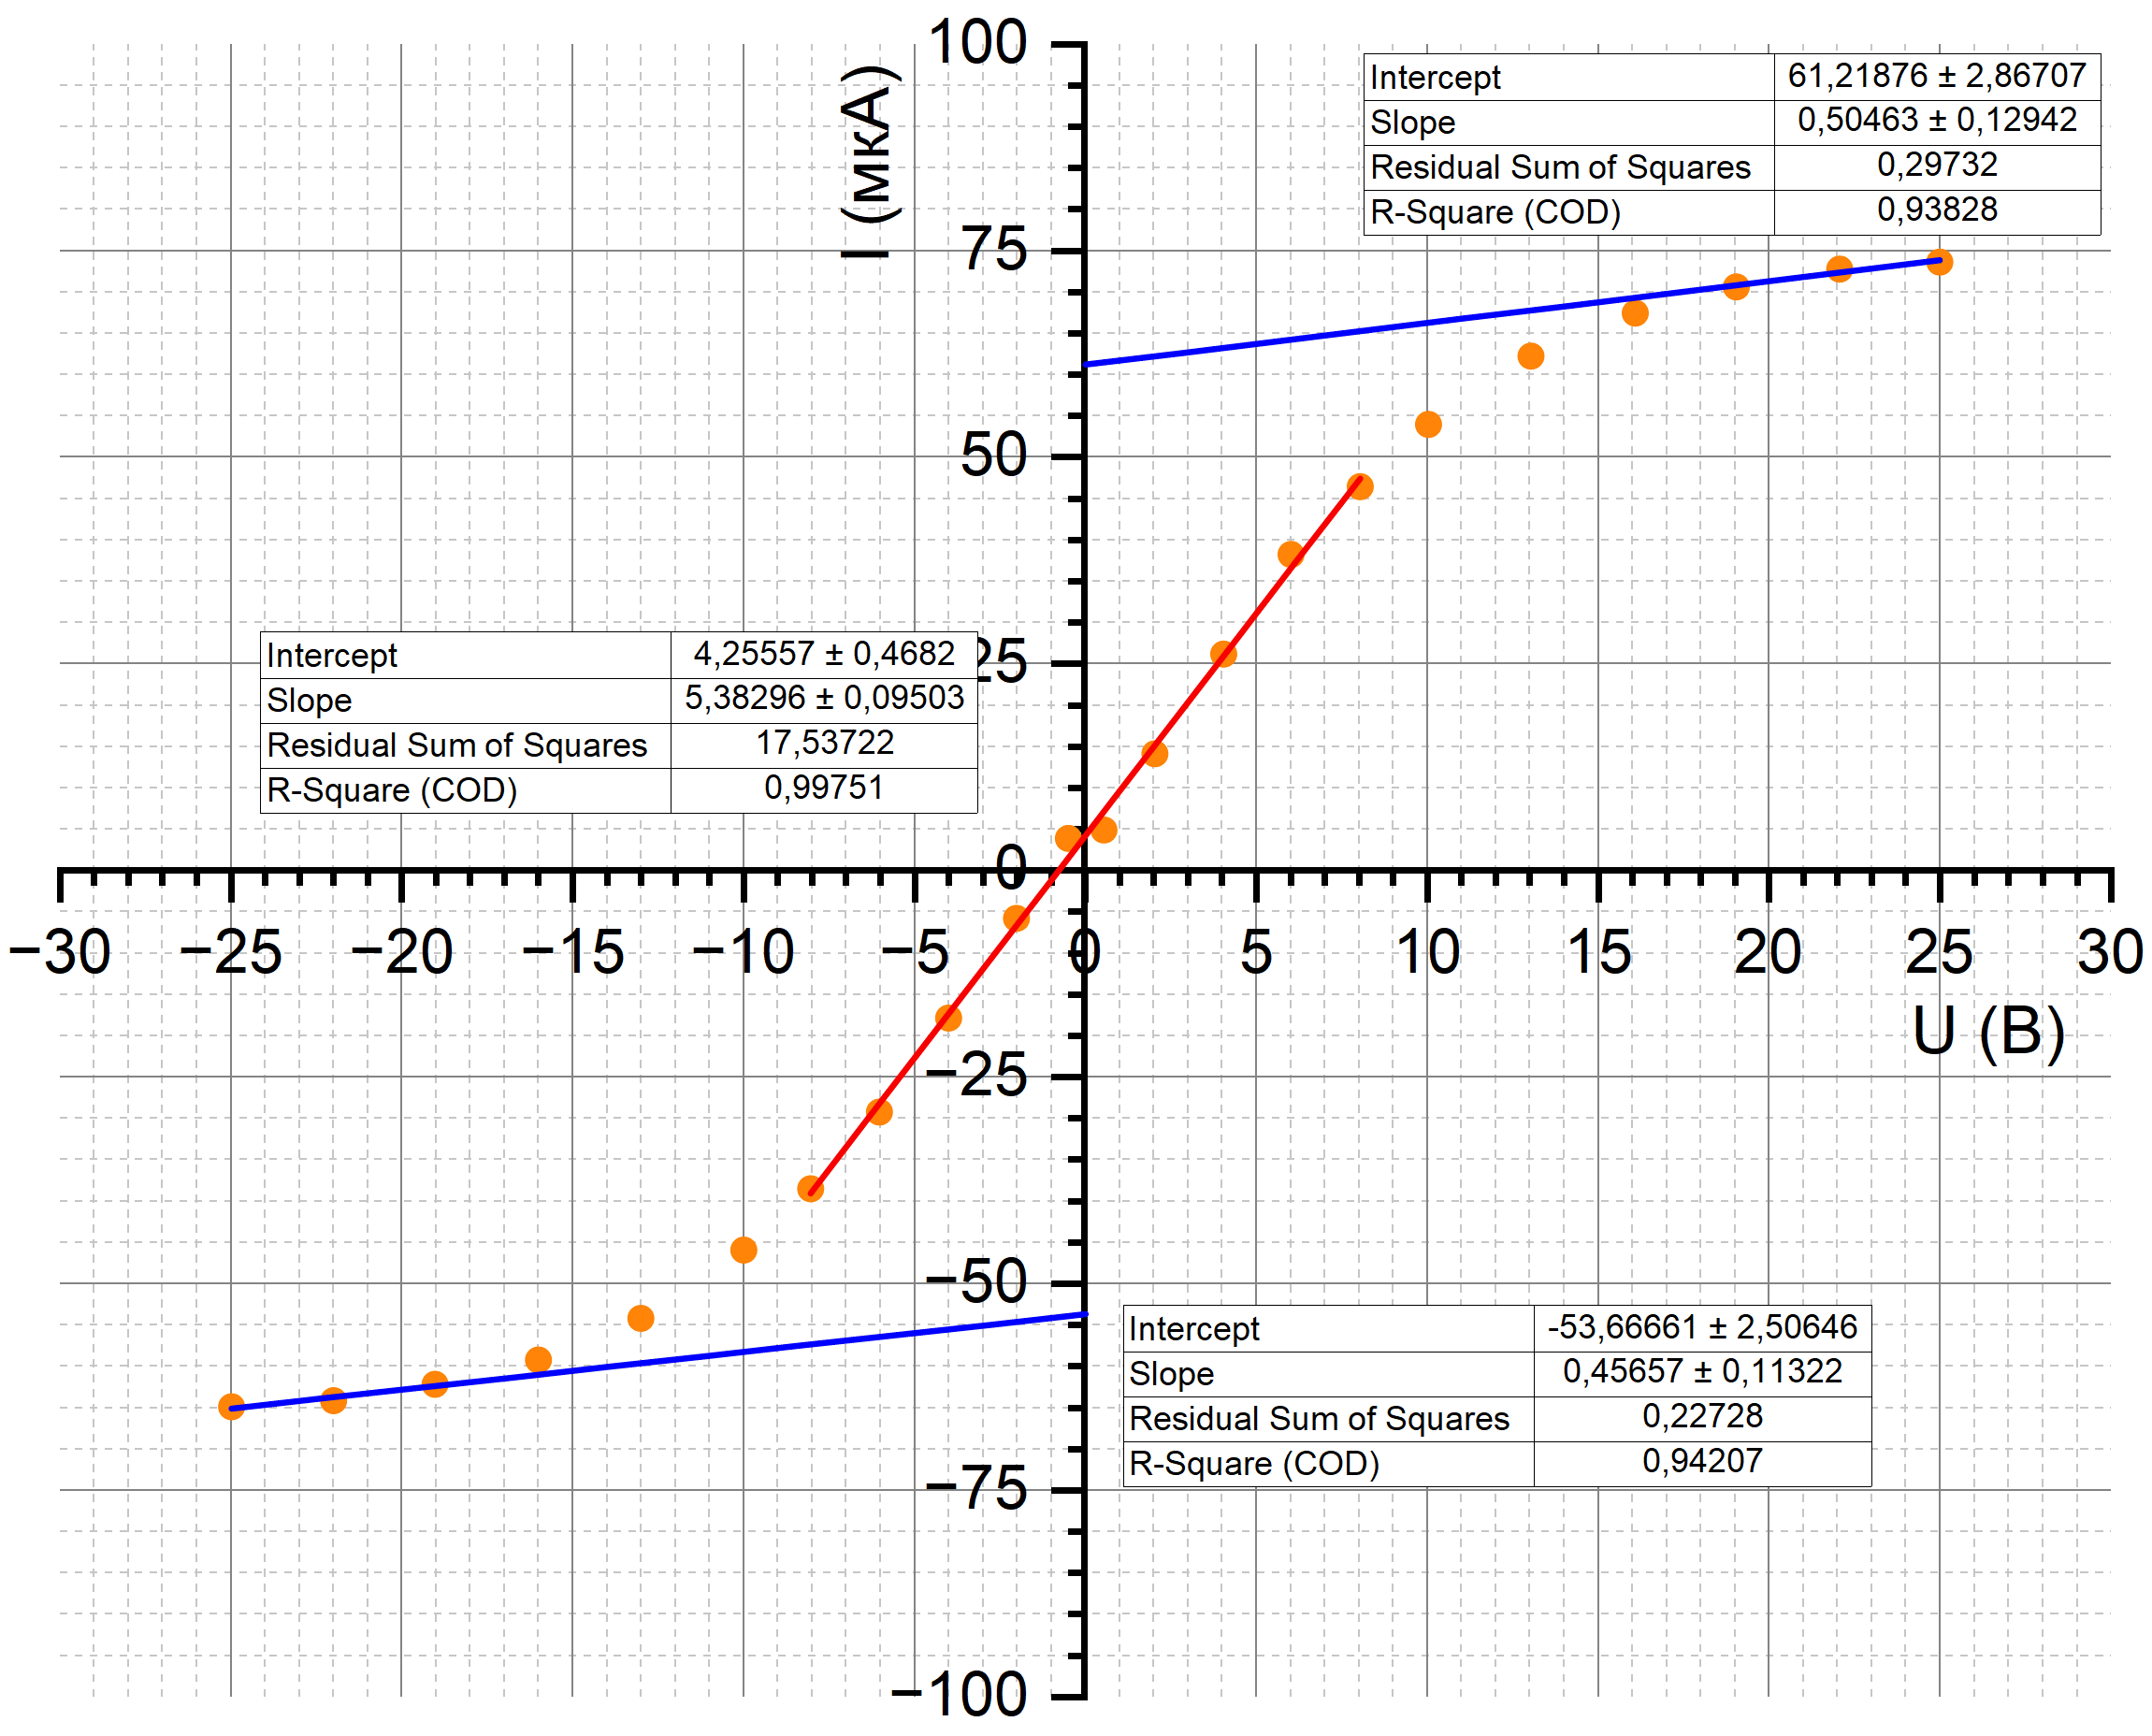 100
I (мкА)
Intercept 61,21876 ± 2,86707
Slope 0,50463 ± 0,12942
Residual Sum of Squares 0,29732
R-Square (COD) 0,93828
75
50
25
Intercept 4,25557 ± 0,4682
Slope 5,38296 ± 0,09503
Residual Sum of Squares 17,53722
R-Square (COD) 0,99751
0
−30 −25 −20 −15 −10 −5 0 5 10 15 20 25 30
U (В)
−25
−50
Intercept -53,66661 ± 2,50646
Slope 0,45657 ± 0,11322
Residual Sum of Squares 0,22728
R-Square (COD) 0,94207
−75
−100